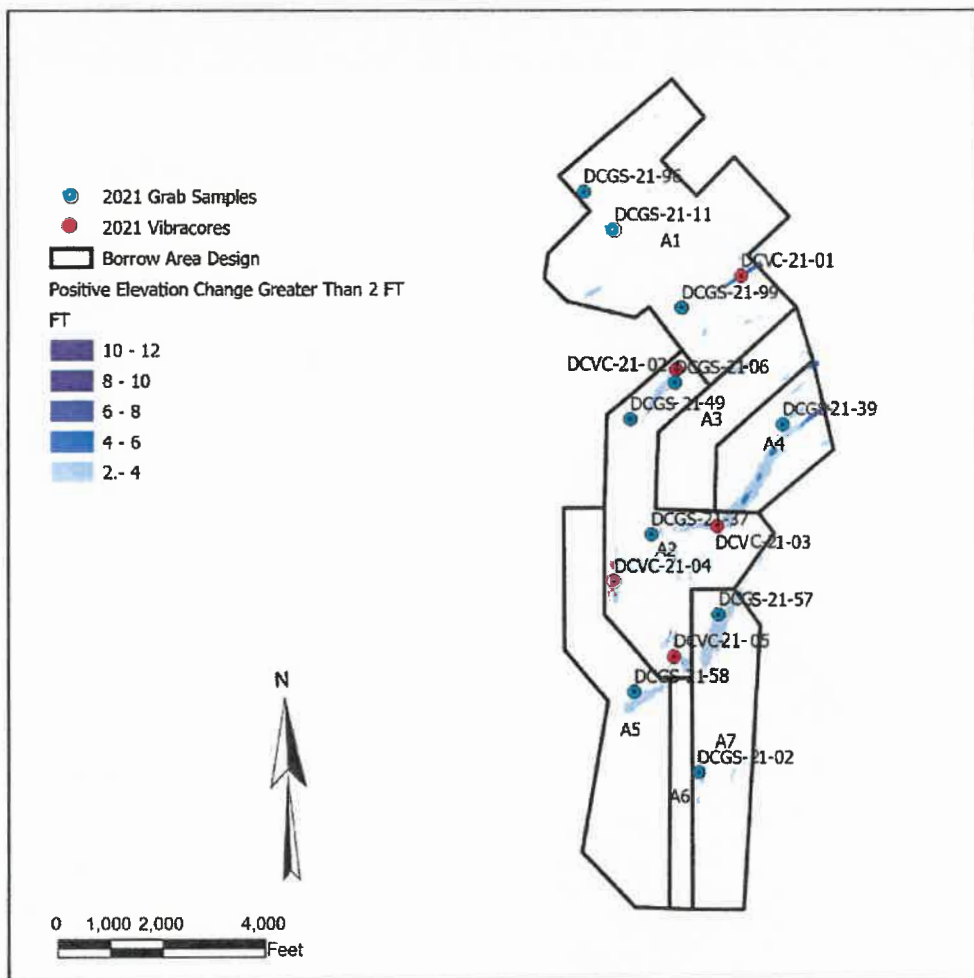 2021 Grab Samples
2021 Vibracores
Borrow Area Design
Positive Elevation Change Greater Than 2 FT
FT
10 - 12
8 - 10
6 - 8
4 - 6
2.- 4
DCGS-21-96
DCGS-21-11
A1
DCVC-21-01
DCGS-21-99
DCVC-21-02
DCGS-21-06
DCGS-21-49
A3
DCGS-21-39
A4
DCGS-21-37
A2
DCVC-21-03
DCVC-21-04
DCGS-21-57
DCVC-21-05
DCGS-21-58
A5
A7
DCGS-21-02
A6
N
0 1,000 2,000 4,000
Feet